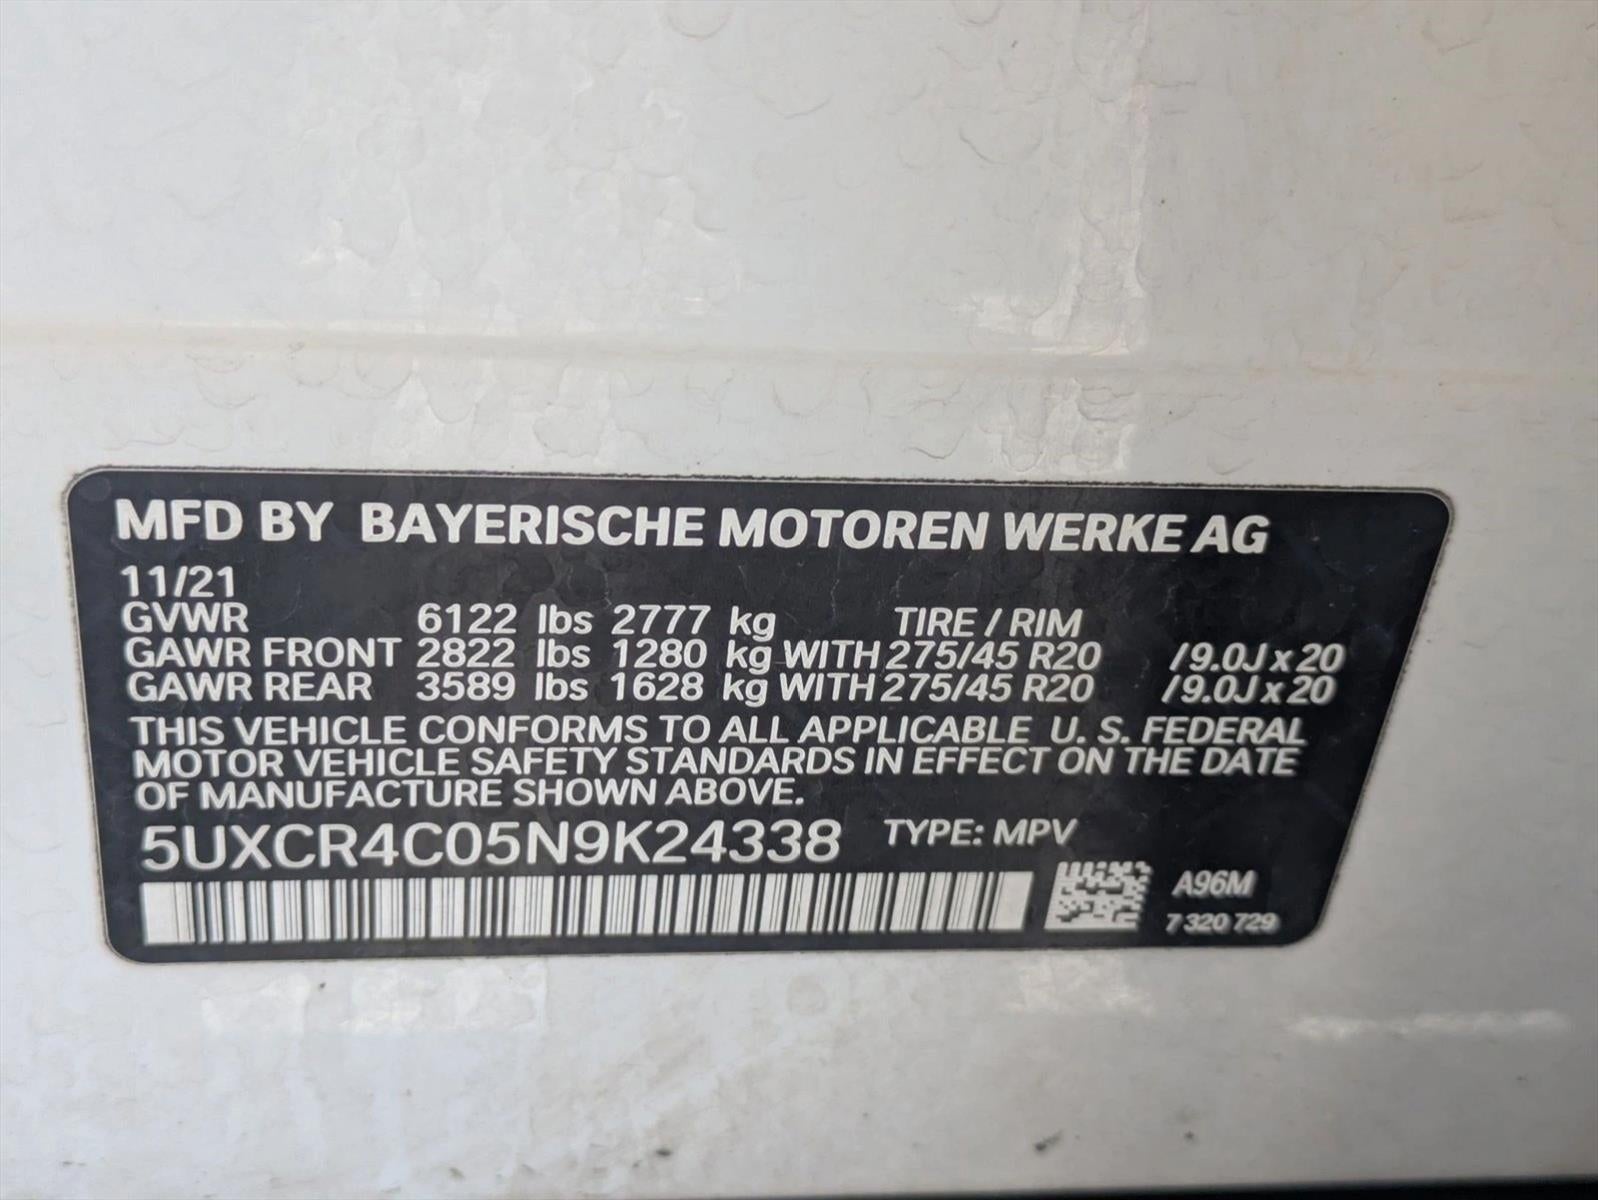 MFD BY BAYERISCHE MOTOREN WERKE AG
11/21
GVWR 6122 lbs 2777 kg TIRE / RIM
GAWR FRONT 2822 lbs 1280 kg WITH 275/45 R20 /9.0J x 20
GAWR REAR 3589 lbs 1628 kg WITH 275/45 R20 /9.0J x 20
THIS VEHICLE CONFORMS TO ALL APPLICABLE U. S. FEDERAL
MOTOR VEHICLE SAFETY STANDARDS IN EFFECT ON THE DATE
OF MANUFACTURE SHOWN ABOVE.
5UXCR4C05N9K24338 TYPE: MPV
A96M
7 320 729